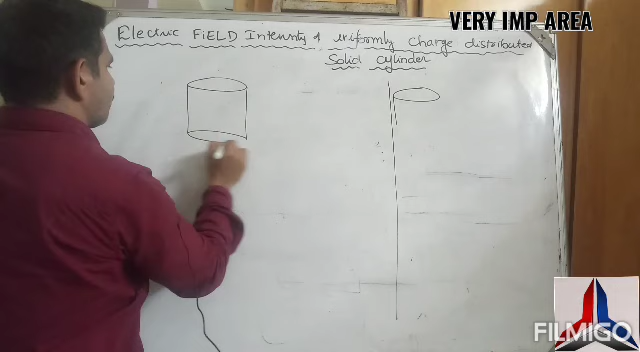 VERY IMP AREA
Electric FiELD Intensity of uniformly charge distributed
Solid cylinder
FILMIGO